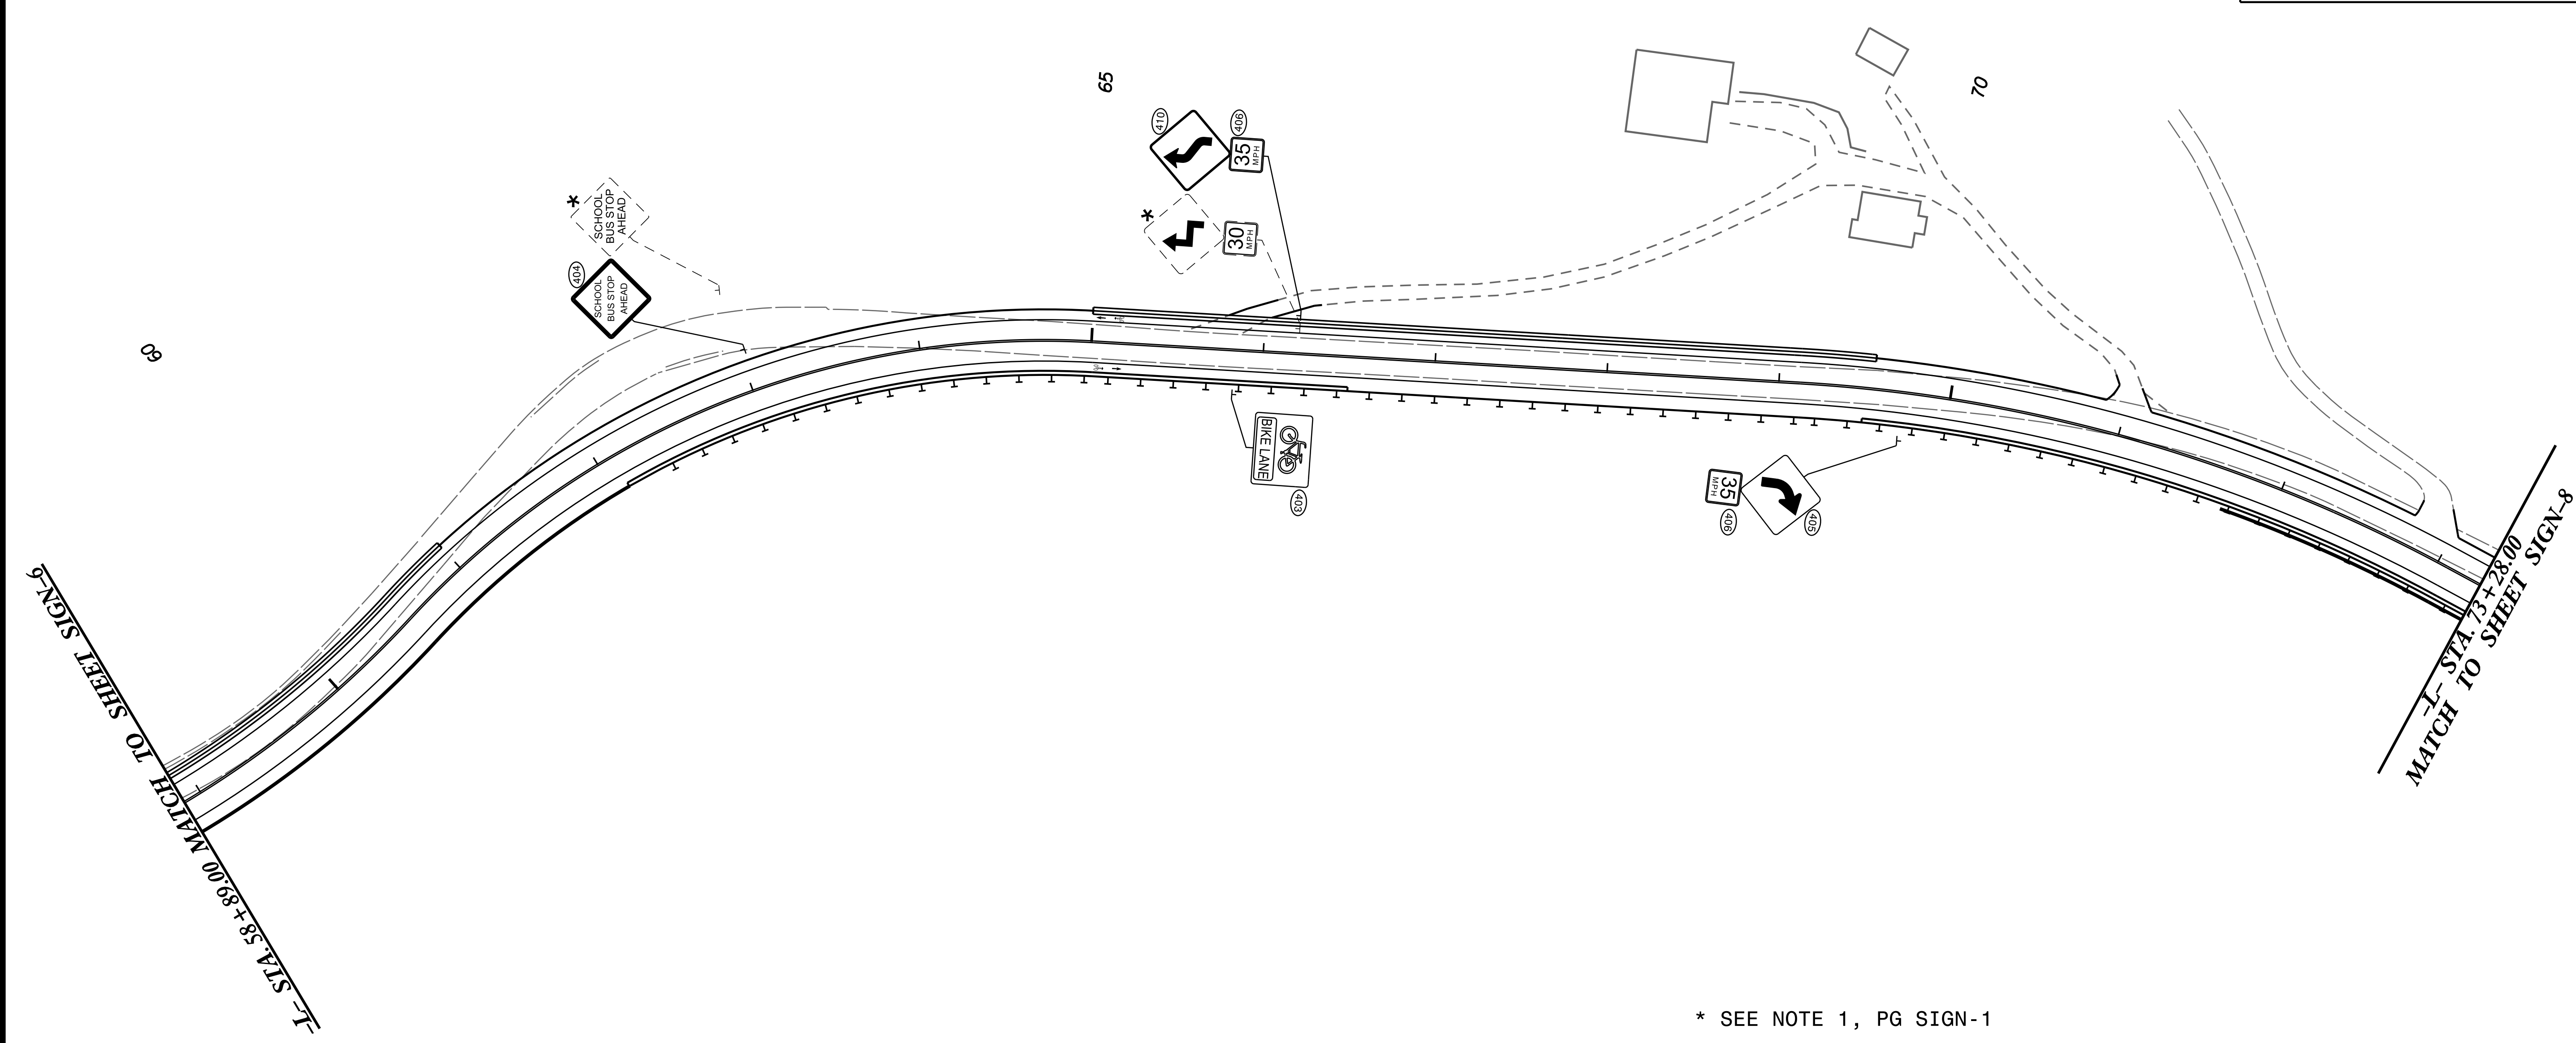 65
70
60
410
406
35
MPH
*
30
MPH
*
SCHOOL
BUS STOP
AHEAD
404
SCHOOL
BUS STOP
AHEAD
BIKE LANE
403
35
MPH
406
405
MATCH TO SHEET SIGN-6
-L- STA. 58+89.00
-L- STA. 73+28.00
MATCH TO SHEET SIGN-8
* SEE NOTE 1, PG SIGN-1